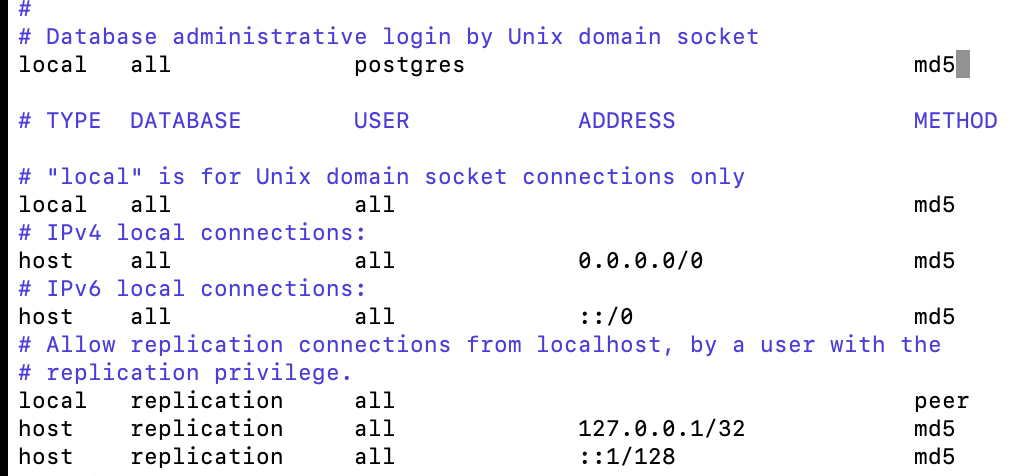 #
# Database administrative login by Unix domain socket
local   all             postgres                                md5

# TYPE  DATABASE        USER            ADDRESS                 METHOD

# "local" is for Unix domain socket connections only
local   all             all                                     md5
# IPv4 local connections:
host    all             all             0.0.0.0/0               md5
# IPv6 local connections:
host    all             all             ::/0                    md5
# Allow replication connections from localhost, by a user with the
# replication privilege.
local   replication     all                                     peer
host    replication     all             127.0.0.1/32            md5
host    replication     all             ::1/128                 md5